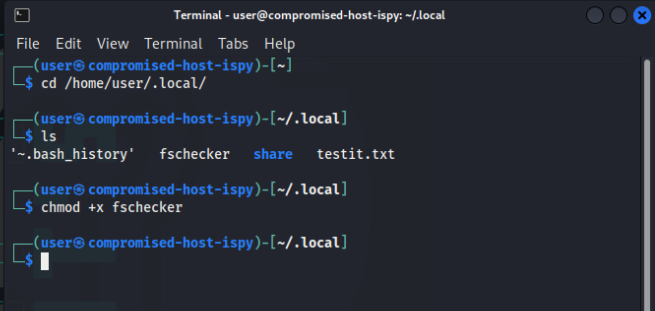 Terminal - user@compromised-host-ispy: ~/.local
File Edit View Terminal Tabs Help
┌──(user㉿compromised-host-ispy)-[~]
└─$ cd /home/user/.local/
┌──(user㉿compromised-host-ispy)-[~/.local]
└─$ ls
'~.bash_history' fschecker share testit.txt
┌──(user㉿compromised-host-ispy)-[~/.local]
└─$ chmod +x fschecker
┌──(user㉿compromised-host-ispy)-[~/.local]
└─$